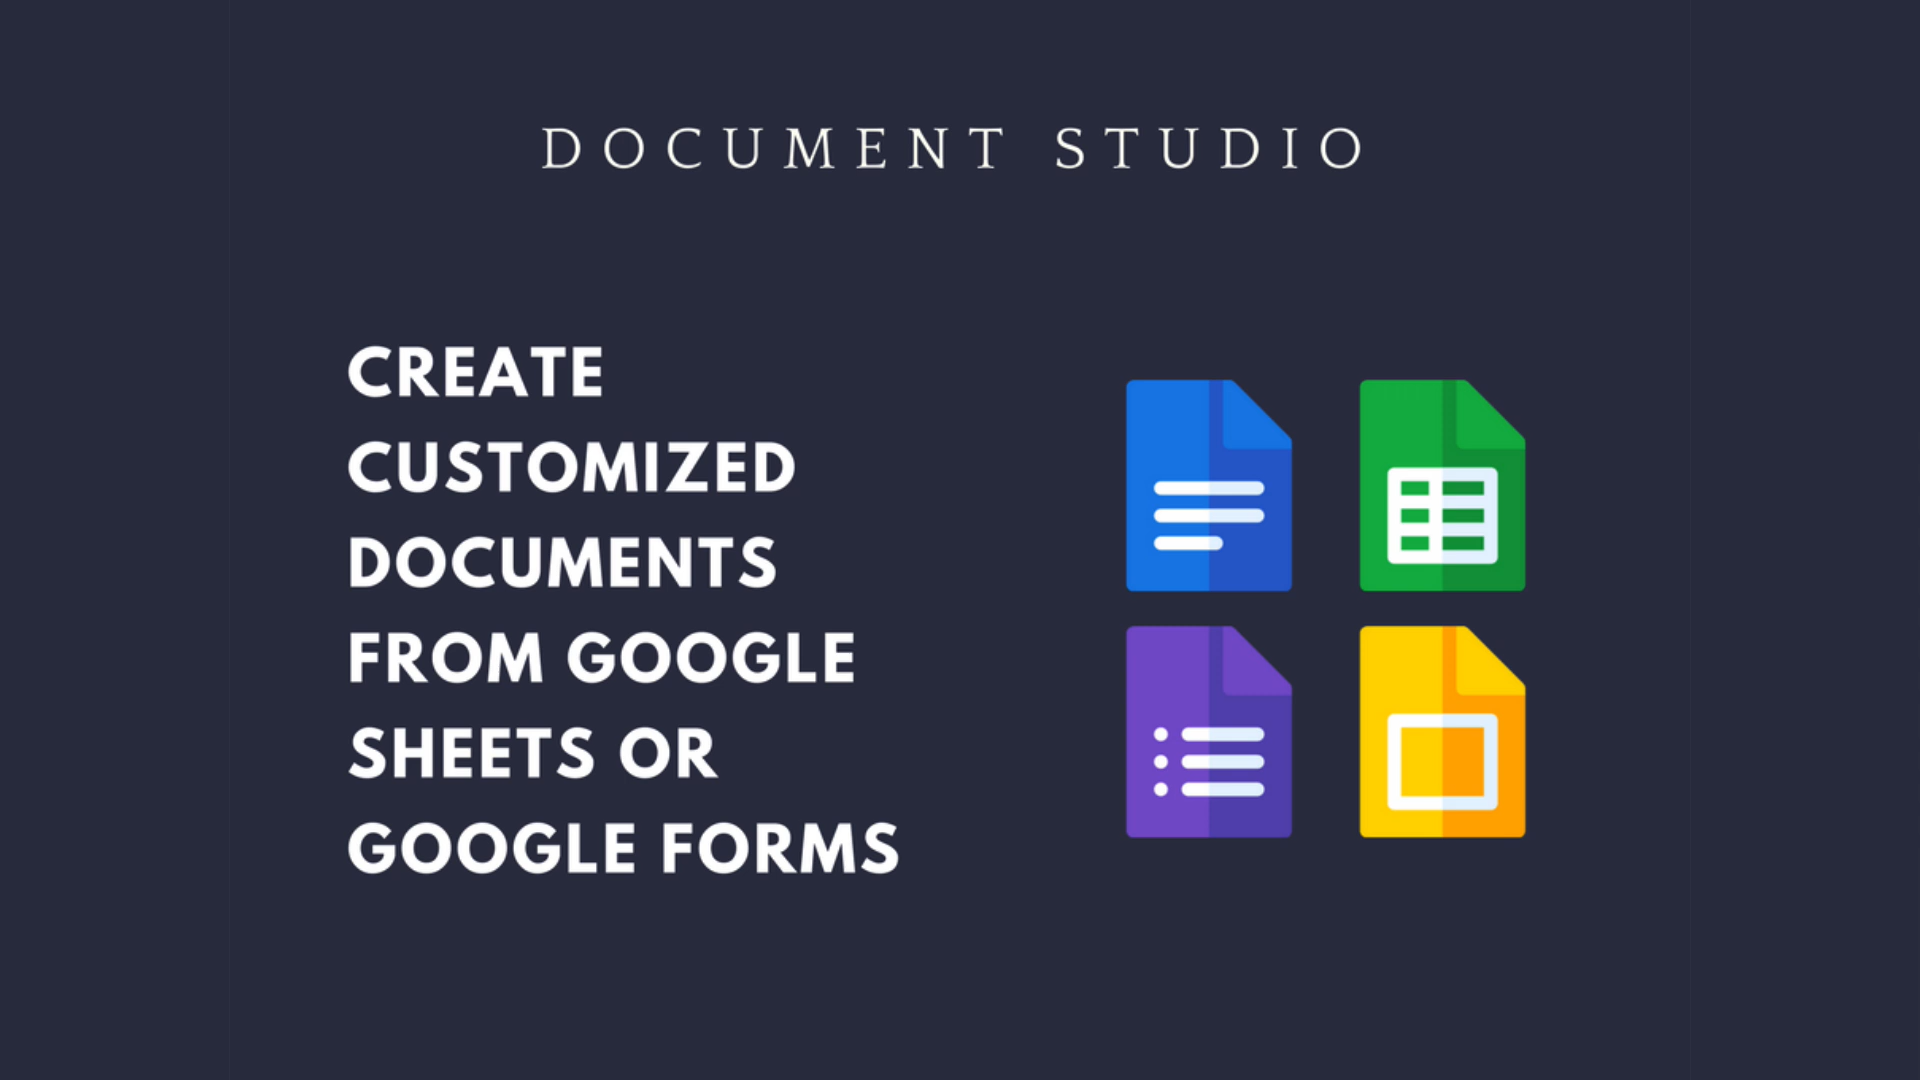 DOCUMENT STUDIO
CREATE
CUSTOMIZED
DOCUMENTS
FROM GOOGLE
SHEETS OR
GOOGLE FORMS